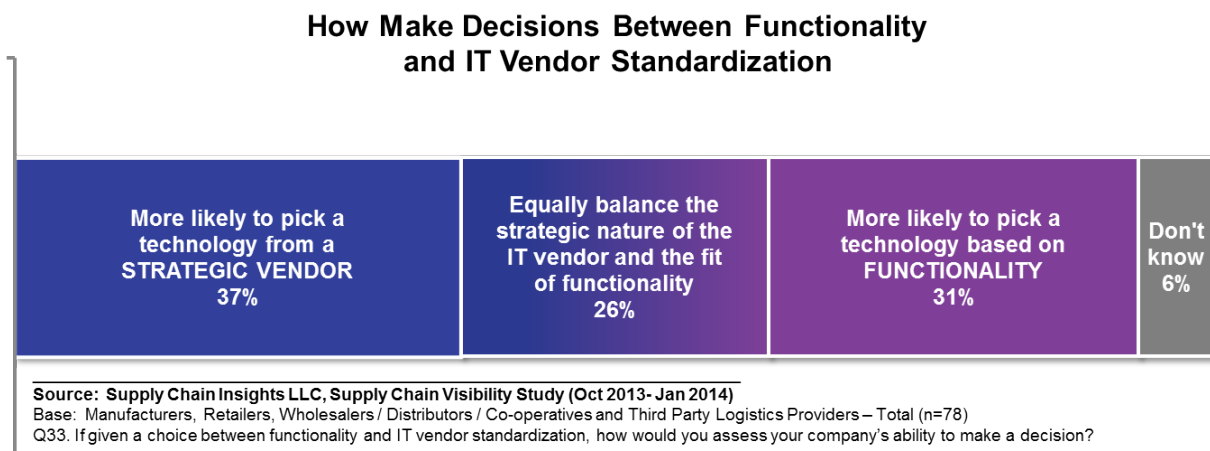 How Make Decisions Between Functionality
and IT Vendor Standardization
More likely to pick a
technology from a
STRATEGIC VENDOR
37%
Equally balance the
strategic nature of the
IT vendor and the fit
of functionality
26%
More likely to pick a
technology based on
FUNCTIONALITY
31%
Don't
know
6%
Source: Supply Chain Insights LLC, Supply Chain Visibility Study (Oct 2013- Jan 2014)
Base: Manufacturers, Retailers, Wholesalers / Distributors / Co-operatives and Third Party Logistics Providers – Total (n=78)
Q33. If given a choice between functionality and IT vendor standardization, how would you assess your company's ability to make a decision?